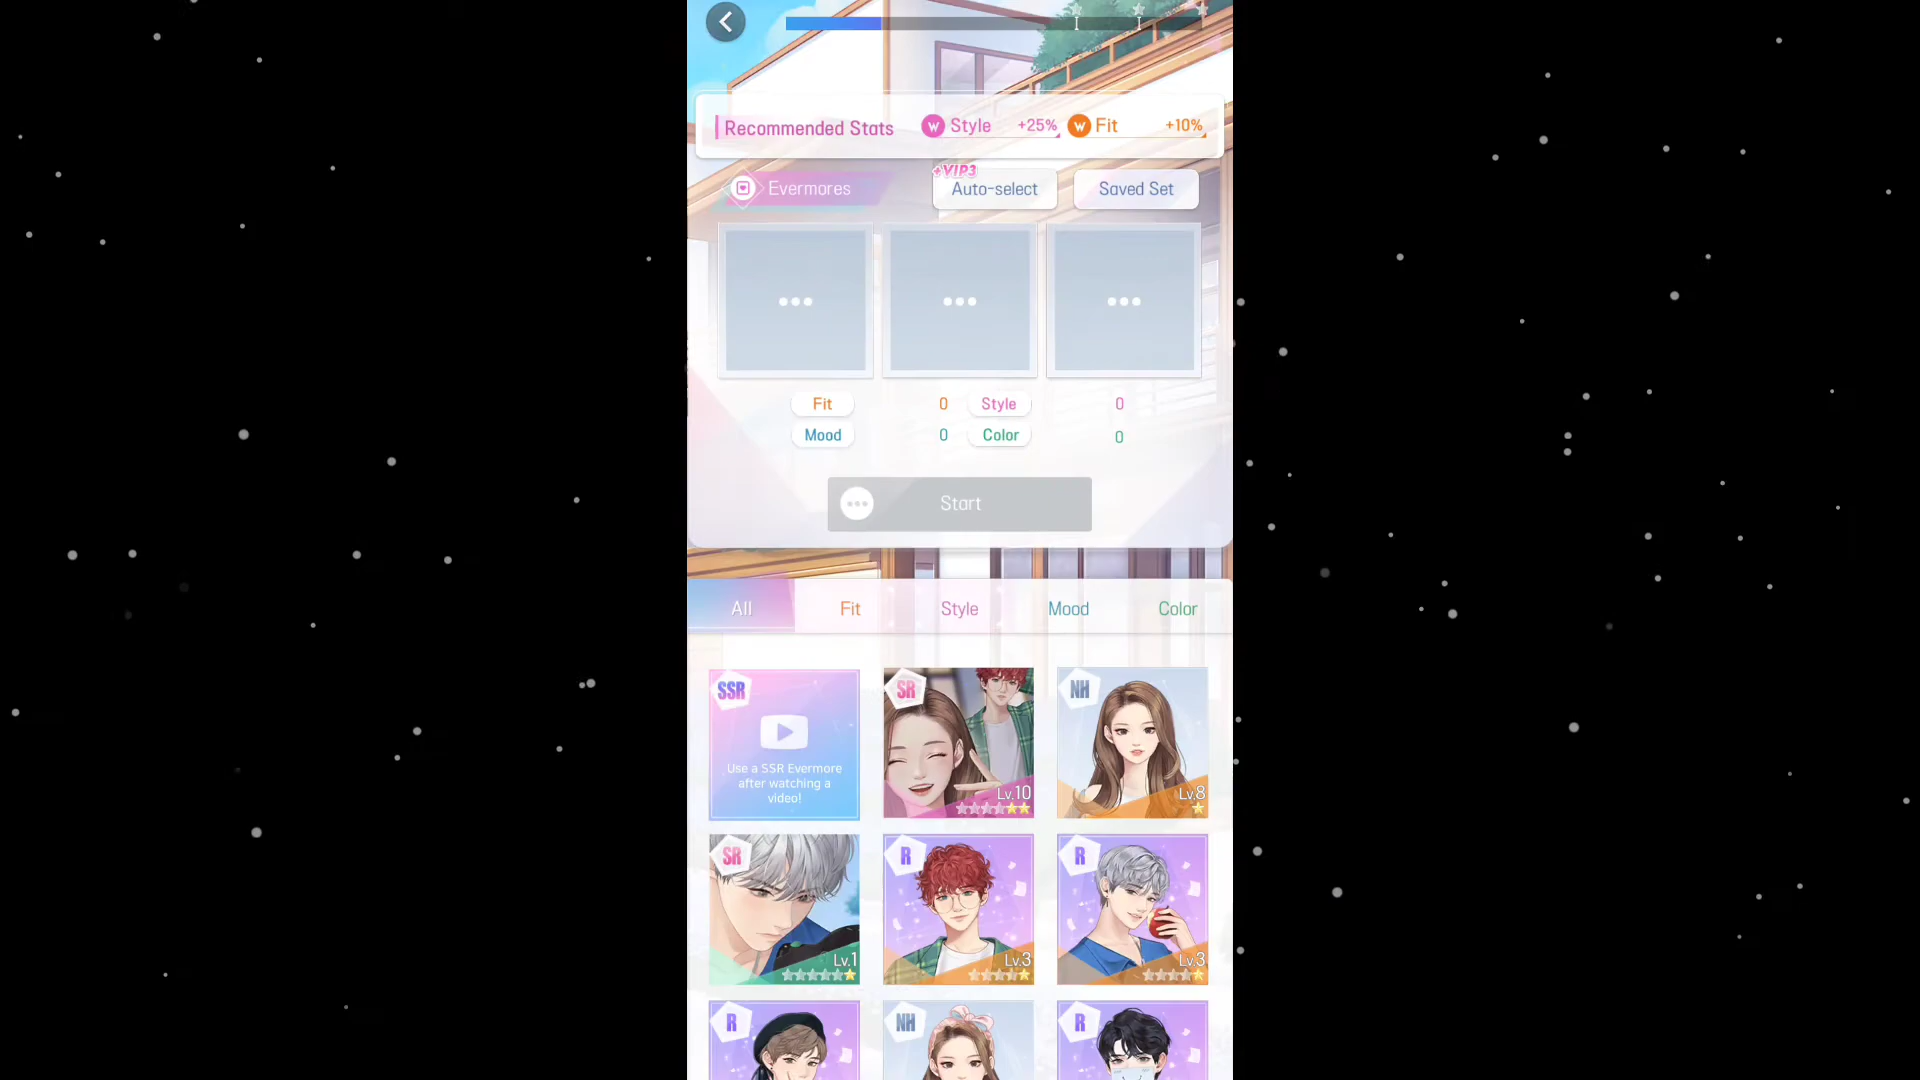 Recommended Stats W Style +25% W Fit +10%
+VIP3
Evermores Auto-select Saved Set
Fit 0 Style 0
Mood 0 Color 0
Start
All Fit Style Mood Color
SSR
Use a SSR Evermore
after watching a
video!
SR
Lv.10
NH
Lv.8
SR
Lv.1
R
Lv.3
R
Lv.3
R
NH
R